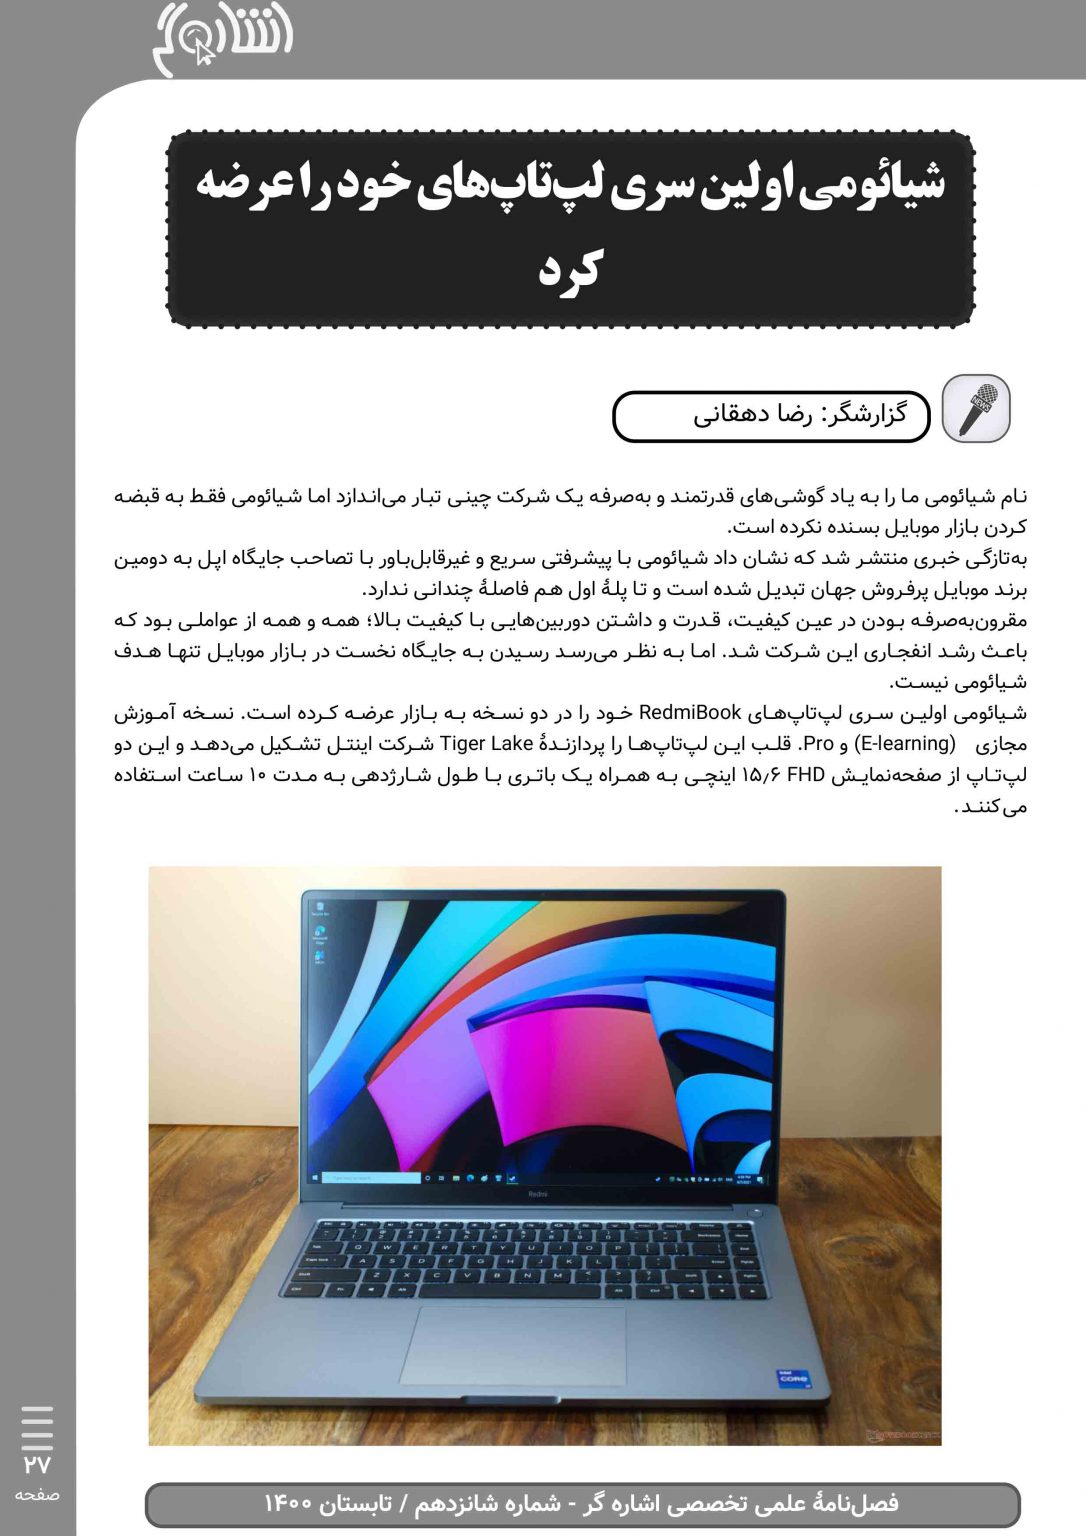 اشاره‌گر
شیائومی اولین سری لپ‌تاپ‌های خود را عرضه
کرد
NEWS
گزارشگر: رضا دهقانی
نام شیائومی ما را به یاد گوشی‌های قدرتمند و به‌صرفه یک شرکت چینی تبار می‌اندازد اما شیائومی فقط به قبضه
کردن بازار موبایل بسنده نکرده است.
به‌تازگی خبری منتشر شد که نشان داد شیائومی با پیشرفتی سریع و غیرقابل‌باور با تصاحب جایگاه اپل به دومین
برند موبایل پرفروش جهان تبدیل شده است و تا پلهٔ اول هم فاصلهٔ چندانی ندارد.
مقرون‌به‌صرفه بودن در عین کیفیت، قدرت و داشتن دوربین‌هایی با کیفیت بالا؛ همه و همه از عواملی بود که
باعث رشد انفجاری این شرکت شد. اما به نظر می‌رسد رسیدن به جایگاه نخست در بازار موبایل تنها هدف
شیائومی نیست.
شیائومی اولین سری لپ‌تاپ‌های RedmiBook خود را در دو نسخه به بازار عرضه کرده است. نسخه آموزش
مجازی (E-learning) و Pro. قلب این لپ‌تاپ‌ها را پردازندهٔ Tiger Lake شرکت اینتل تشکیل می‌دهد و این دو
لپ‌تاپ از صفحه‌نمایش FHD ۱۵٫۶ اینچی به همراه یک باتری با طول شارژدهی به مدت ۱۰ ساعت استفاده
می‌کنند.
Redmi
intel
CORE
۲۷
صفحه
فصل‌نامهٔ علمی تخصصی اشاره گر - شماره شانزدهم / تابستان ۱۴۰۰